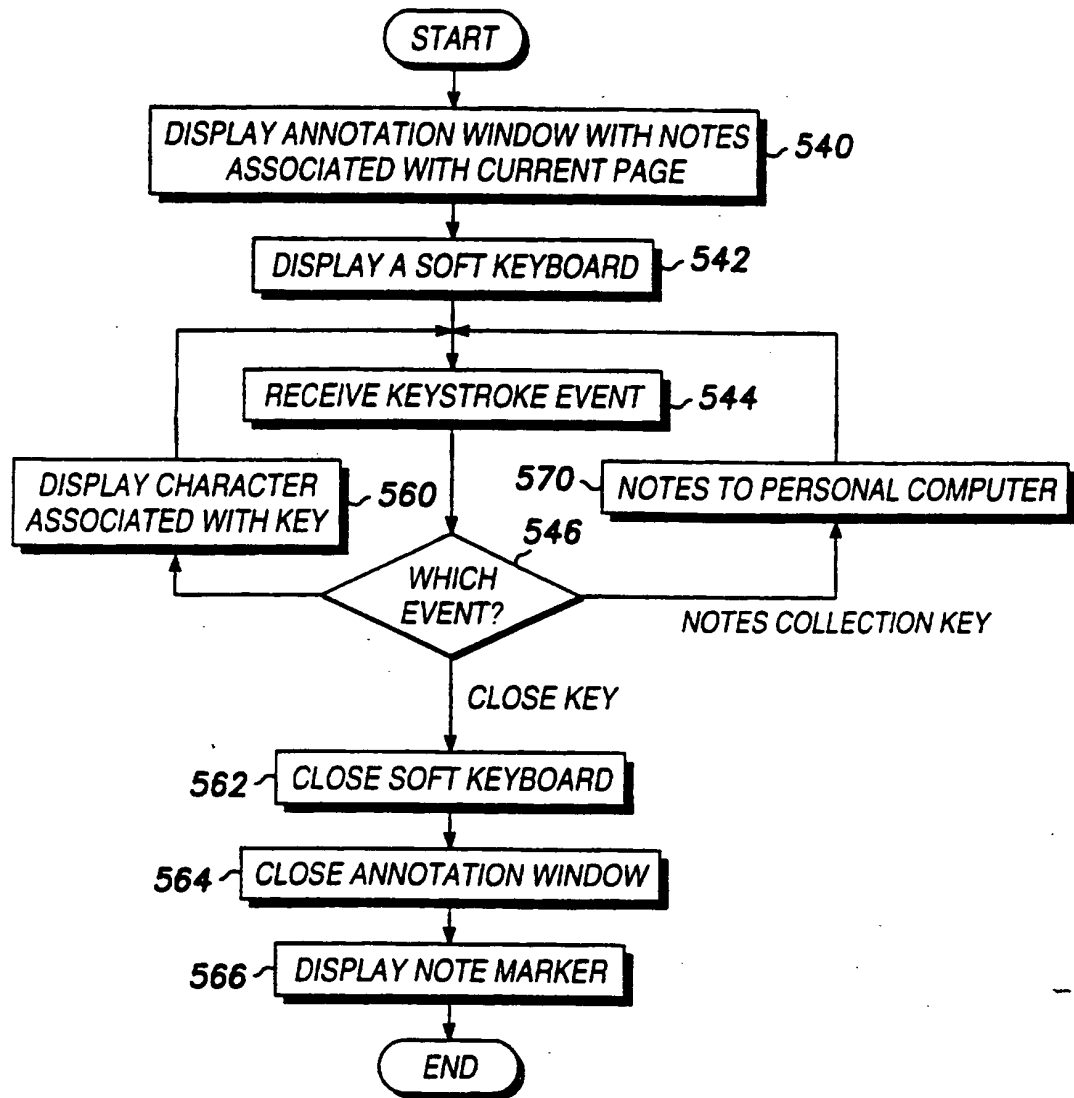 START
DISPLAY ANNOTATION WINDOW WITH NOTES
ASSOCIATED WITH CURRENT PAGE
540
DISPLAY A SOFT KEYBOARD
542
RECEIVE KEYSTROKE EVENT
544
DISPLAY CHARACTER
ASSOCIATED WITH KEY
560
570
NOTES TO PERSONAL COMPUTER
546
WHICH
EVENT?
NOTES COLLECTION KEY
CLOSE KEY
562
CLOSE SOFT KEYBOARD
564
CLOSE ANNOTATION WINDOW
566
DISPLAY NOTE MARKER
END